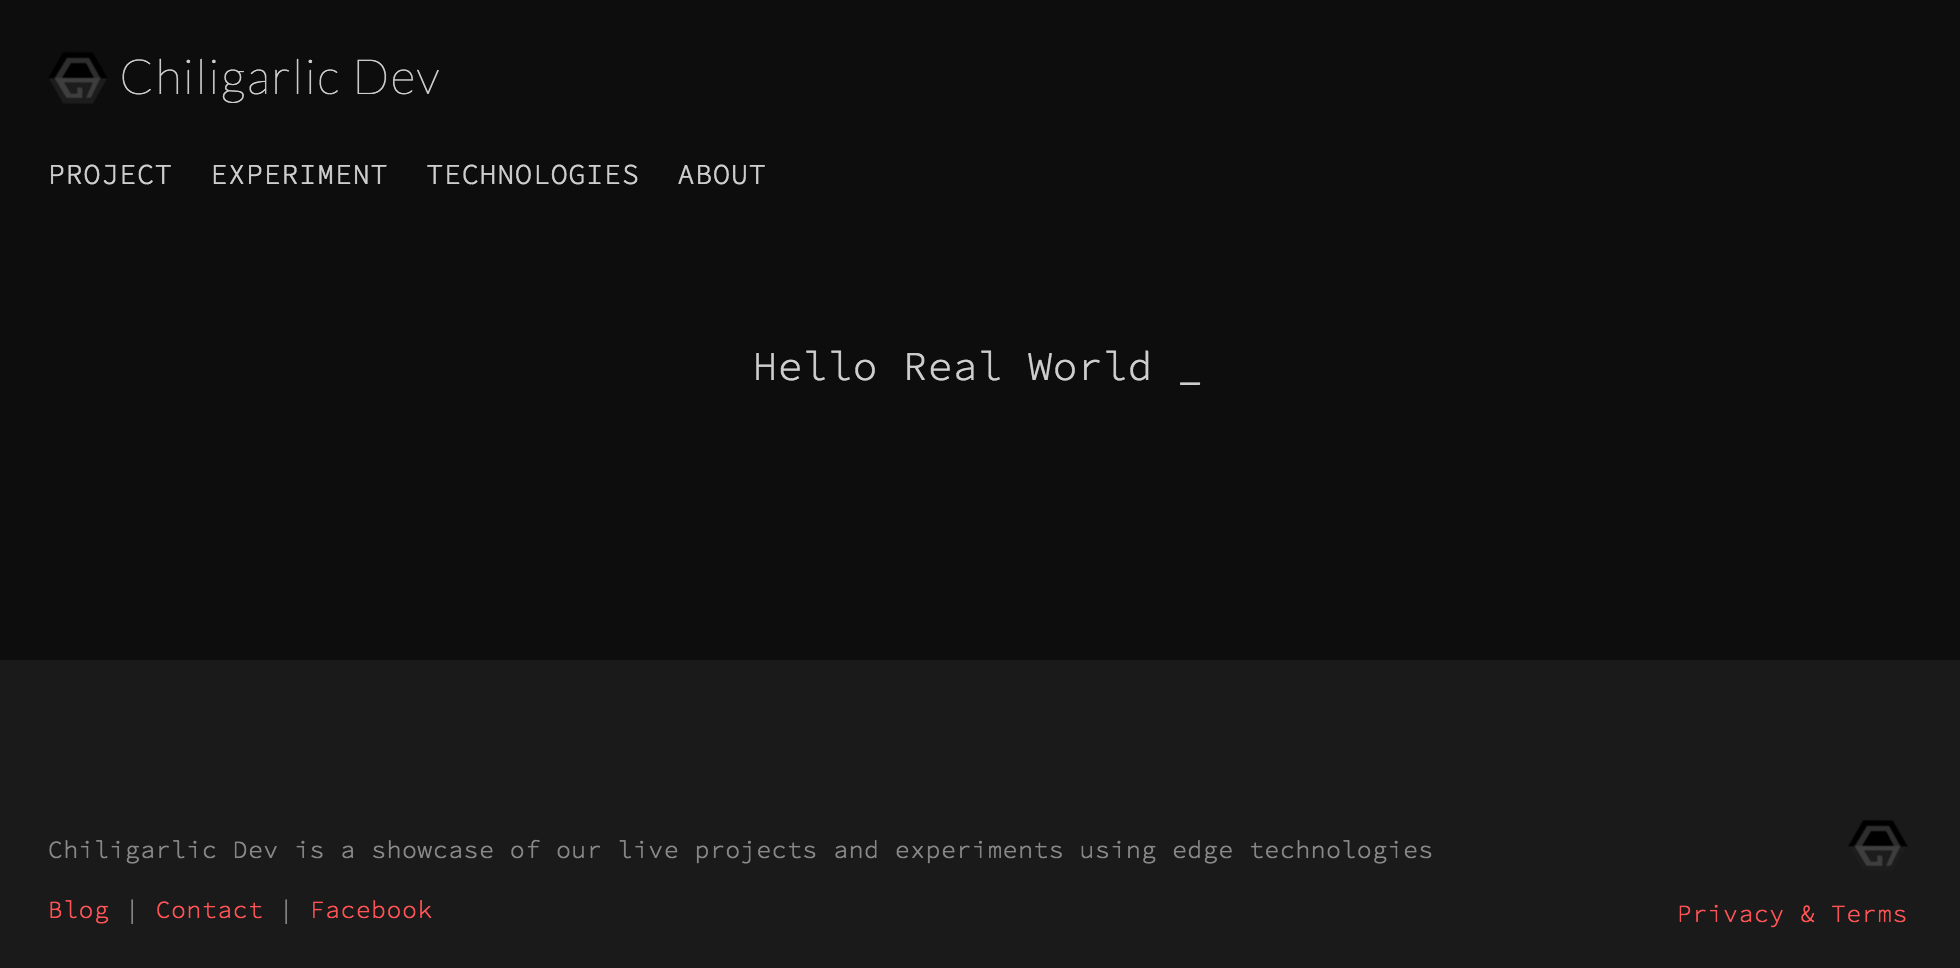 Chiligarlic Dev
PROJECT EXPERIMENT TECHNOLOGIES ABOUT
Hello Real World _
Chiligarlic Dev is a showcase of our live projects and experiments using edge technologies
Blog | Contact | Facebook
Privacy & Terms